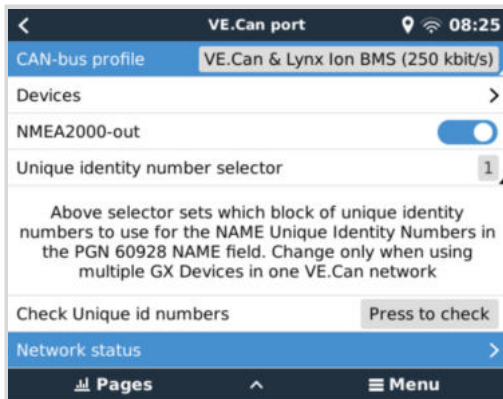 VE.Can port 08:25
CAN-bus profile VE.Can & Lynx Ion BMS (250 kbit/s)
Devices
NMEA2000-out
Unique identity number selector 1
Above selector sets which block of unique identity
numbers to use for the NAME Unique Identity Numbers in
the PGN 60928 NAME field. Change only when using
multiple GX Devices in one VE.Can network
Check Unique id numbers Press to check
Network status
Pages Menu